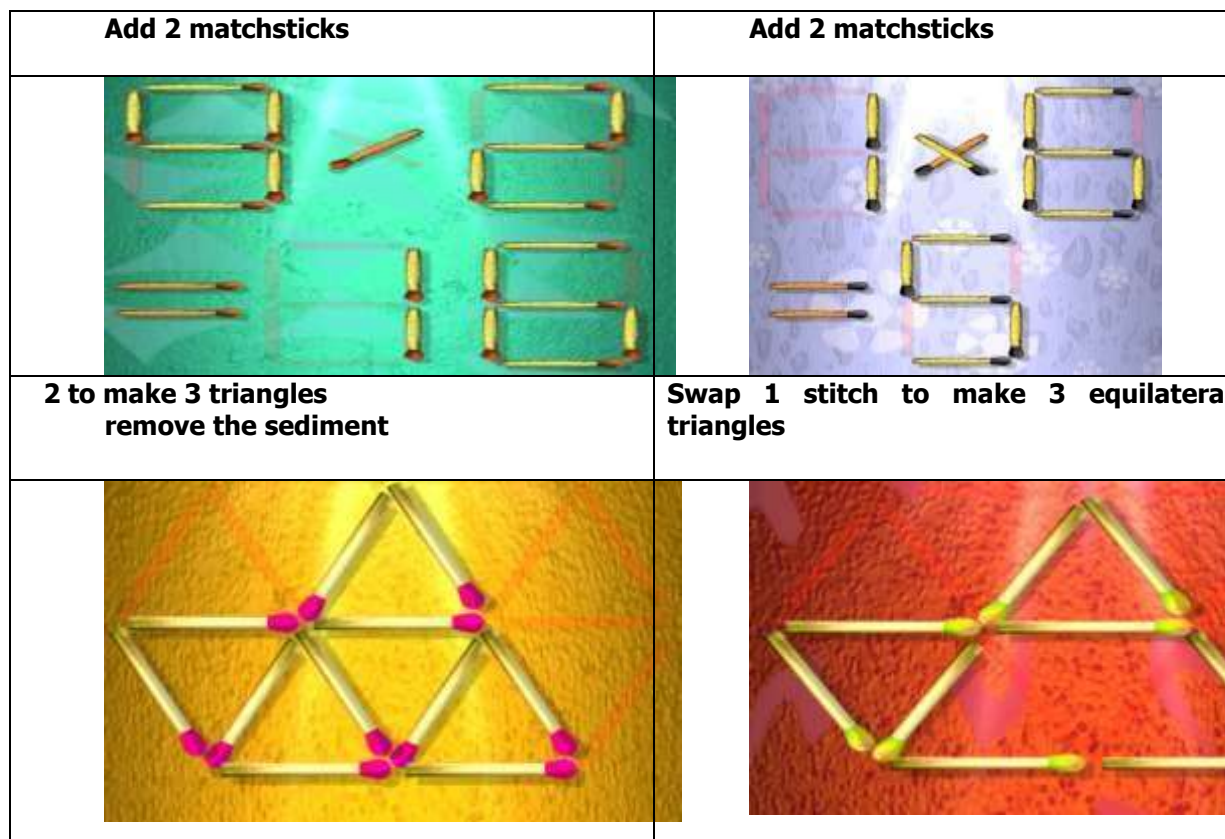 Add 2 matchsticks
Add 2 matchsticks
2 to make 3 triangles
remove the sediment
Swap 1 stitch to make 3 equilatera
triangles